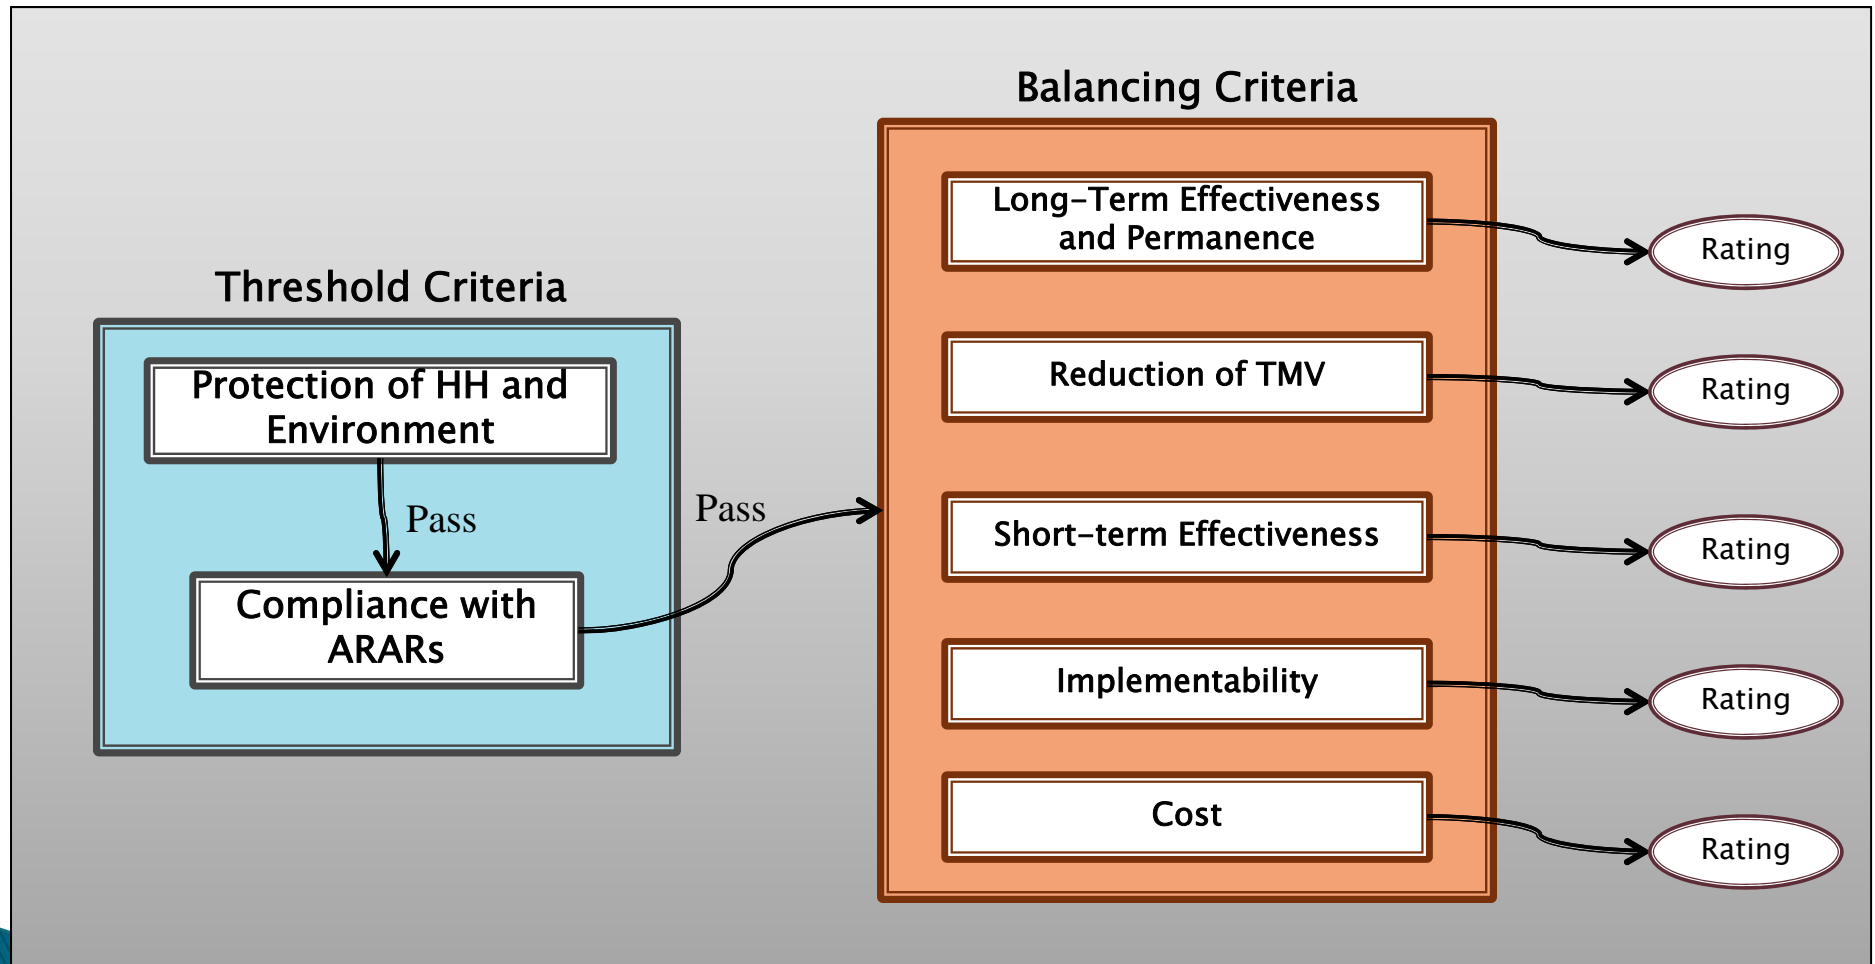 Threshold Criteria
Protection of HH and
Environment
Pass
Compliance with
ARARs
Pass
Balancing Criteria
Long-Term Effectiveness
and Permanence
Rating
Reduction of TMV
Rating
Short-term Effectiveness
Rating
Implementability
Rating
Cost
Rating